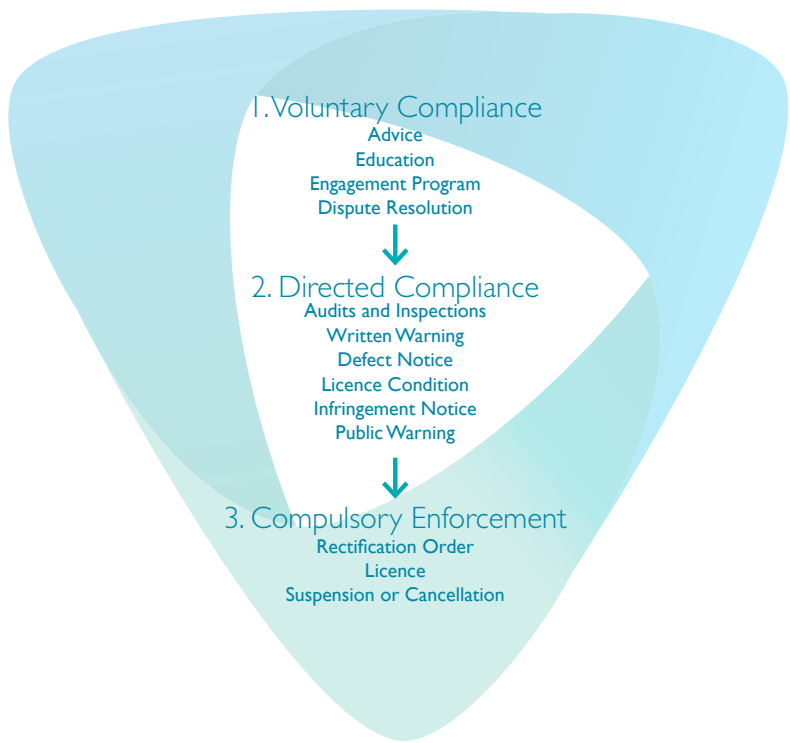 1. Voluntary Compliance
Advice
Education
Engagement Program
Dispute Resolution
2. Directed Compliance
Audits and Inspections
Written Warning
Defect Notice
Licence Condition
Infringement Notice
Public Warning
3. Compulsory Enforcement
Rectification Order
Licence
Suspension or Cancellation